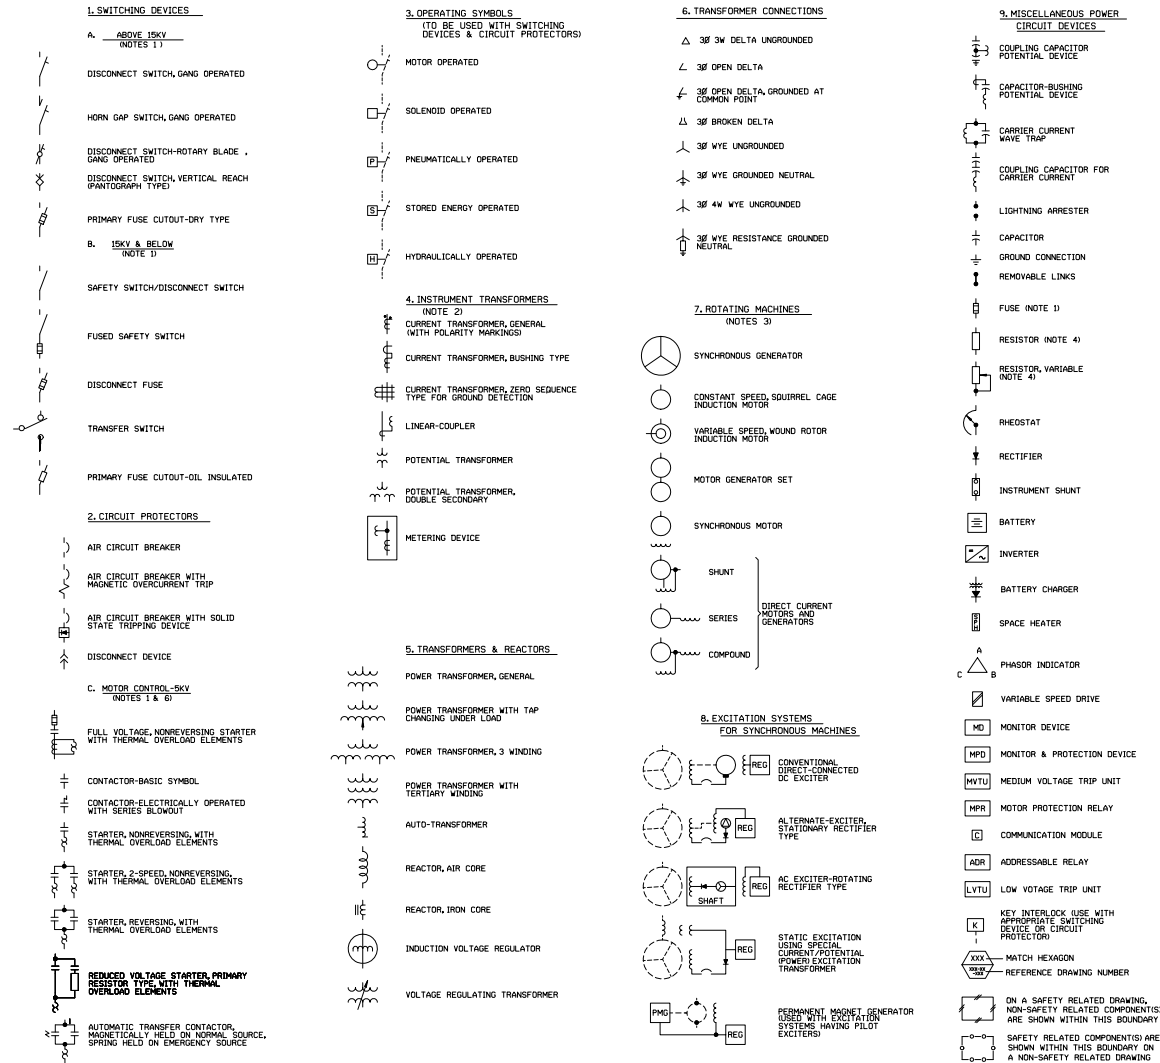 1. SWITCHING DEVICES
A. ABOVE 15KV
(NOTES 1 )
DISCONNECT SWITCH, GANG OPERATED
HORN GAP SWITCH, GANG OPERATED
DISCONNECT SWITCH-ROTARY BLADE .
GANG OPERATED
DISCONNECT SWITCH, VERTICAL REACH
(PANTOGRAPH TYPE)
PRIMARY FUSE CUTOUT-DRY TYPE
B. 15KV & BELOW
(NOTE 1)
SAFETY SWITCH/DISCONNECT SWITCH
FUSED SAFETY SWITCH
DISCONNECT FUSE
TRANSFER SWITCH
PRIMARY FUSE CUTOUT-OIL INSULATED
2. CIRCUIT PROTECTORS
AIR CIRCUIT BREAKER
AIR CIRCUIT BREAKER WITH
MAGNETIC OVERCURRENT TRIP
AIR CIRCUIT BREAKER WITH SOLID
STATE TRIPPING DEVICE
DISCONNECT DEVICE
C. MOTOR CONTROL-5KV
(NOTES 1 & 6)
FULL VOLTAGE, NONREVERSING STARTER
WITH THERMAL OVERLOAD ELEMENTS
CONTACTOR-BASIC SYMBOL
CONTACTOR-ELECTRICALLY OPERATED
WITH SERIES BLOWOUT
STARTER, NONREVERSING, WITH
THERMAL OVERLOAD ELEMENTS
STARTER, 2-SPEED, NONREVERSING,
WITH THERMAL OVERLOAD ELEMENTS
STARTER, REVERSING, WITH
THERMAL OVERLOAD ELEMENTS
REDUCED VOLTAGE STARTER, PRIMARY
RESISTOR TYPE, WITH THERMAL
OVERLOAD ELEMENTS
AUTOMATIC TRANSFER CONTACTOR,
MAGNETICALLY HELD ON NORMAL SOURCE,
SPRING HELD ON EMERGENCY SOURCE
3. OPERATING SYMBOLS
(TO BE USED WITH SWITCHING
DEVICES & CIRCUIT PROTECTORS)
MOTOR OPERATED
SOLENOID OPERATED
P PNEUMATICALLY OPERATED
S STORED ENERGY OPERATED
H HYDRAULICALLY OPERATED
4. INSTRUMENT TRANSFORMERS
(NOTE 2)
CURRENT TRANSFORMER, GENERAL
(WITH POLARITY MARKINGS)
CURRENT TRANSFORMER, BUSHING TYPE
CURRENT TRANSFORMER, ZERO SEQUENCE
TYPE FOR GROUND DETECTION
LINEAR-COUPLER
POTENTIAL TRANSFORMER
POTENTIAL TRANSFORMER,
DOUBLE SECONDARY
METERING DEVICE
5. TRANSFORMERS & REACTORS
POWER TRANSFORMER, GENERAL
POWER TRANSFORMER WITH TAP
CHANGING UNDER LOAD
POWER TRANSFORMER, 3 WINDING
POWER TRANSFORMER WITH
TERTIARY WINDING
AUTO-TRANSFORMER
REACTOR, AIR CORE
REACTOR, IRON CORE
INDUCTION VOLTAGE REGULATOR
VOLTAGE REGULATING TRANSFORMER
6. TRANSFORMER CONNECTIONS
3Ø 3W DELTA UNGROUNDED
3Ø OPEN DELTA
3Ø OPEN DELTA, GROUNDED AT
COMMON POINT
3Ø BROKEN DELTA
3Ø WYE UNGROUNDED
3Ø WYE GROUNDED NEUTRAL
3Ø 4W WYE UNGROUNDED
3Ø WYE RESISTANCE GROUNDED
NEUTRAL
7. ROTATING MACHINES
(NOTES 3)
SYNCHRONOUS GENERATOR
CONSTANT SPEED, SQUIRREL CAGE
INDUCTION MOTOR
VARIABLE SPEED, WOUND ROTOR
INDUCTION MOTOR
MOTOR GENERATOR SET
SYNCHRONOUS MOTOR
SHUNT
SERIES
COMPOUND
DIRECT CURRENT
MOTORS AND
GENERATORS
8. EXCITATION SYSTEMS
FOR SYNCHRONOUS MACHINES
REG
CONVENTIONAL
DIRECT-CONNECTED
DC EXCITER
REG
ALTERNATE-EXCITER,
STATIONARY RECTIFIER
TYPE
SHAFT
REG
AC EXCITER-ROTATING
RECTIFIER TYPE
REG
STATIC EXCITATION
USING SPECIAL
CURRENT/POTENTIAL
(POWER) EXCITATION
TRANSFORMER
PMG
REG
PERMANENT MAGNET GENERATOR
(USED WITH EXCITATION
SYSTEMS HAVING PILOT
EXCITERS)
9. MISCELLANEOUS POWER
CIRCUIT DEVICES
COUPLING CAPACITOR
POTENTIAL DEVICE
CAPACITOR-BUSHING
POTENTIAL DEVICE
CARRIER CURRENT
WAVE TRAP
COUPLING CAPACITOR FOR
CARRIER CURRENT
LIGHTNING ARRESTER
CAPACITOR
GROUND CONNECTION
REMOVABLE LINKS
FUSE (NOTE 1)
RESISTOR (NOTE 4)
RESISTOR, VARIABLE
(NOTE 4)
RHEOSTAT
RECTIFIER
INSTRUMENT SHUNT
BATTERY
INVERTER
BATTERY CHARGER
SPH SPACE HEATER
A
C B PHASOR INDICATOR
VARIABLE SPEED DRIVE
MD MONITOR DEVICE
MPD MONITOR & PROTECTION DEVICE
MVTU MEDIUM VOLTAGE TRIP UNIT
MPR MOTOR PROTECTION RELAY
C COMMUNICATION MODULE
ADR ADDRESSABLE RELAY
LVTU LOW VOTAGE TRIP UNIT
K
KEY INTERLOCK (USE WITH
APPROPRIATE SWITCHING
DEVICE OR CIRCUIT
PROTECTOR)
XXX MATCH HEXAGON
XXX-XX
-XXX REFERENCE DRAWING NUMBER
ON A SAFETY RELATED DRAWING,
NON-SAFETY RELATED COMPONENT(S)
ARE SHOWN WITHIN THIS BOUNDARY
SAFETY RELATED COMPONENT(S) ARE
SHOWN WITHIN THIS BOUNDARY ON
A NON-SAFETY RELATED DRAWING